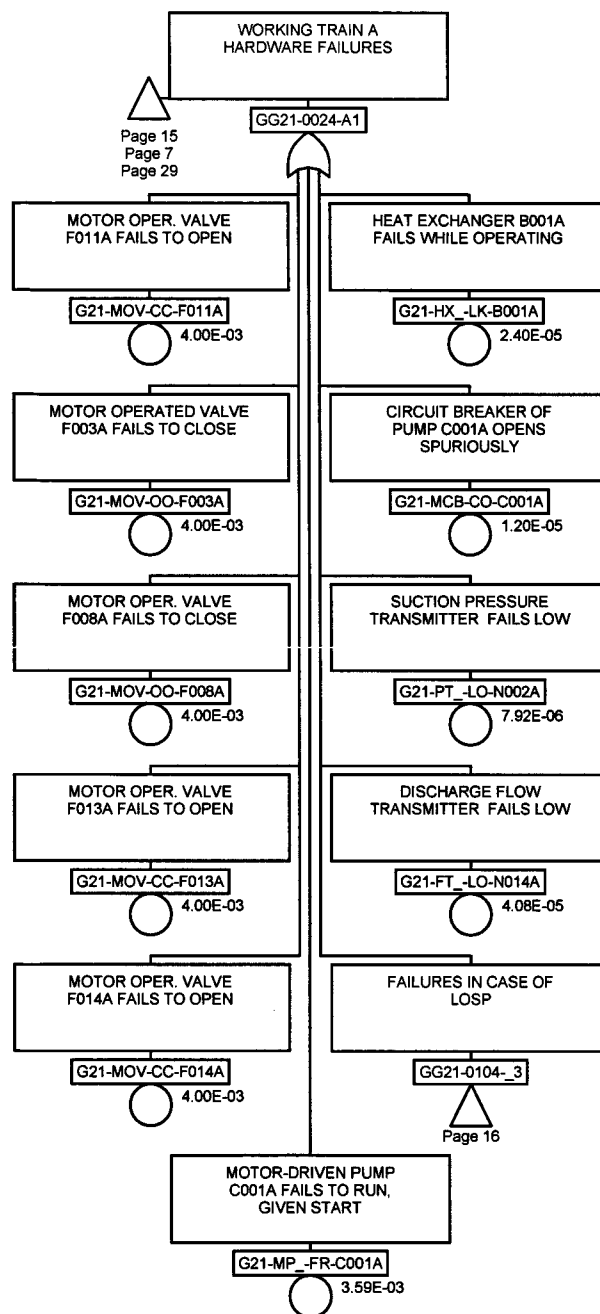 WORKING TRAIN A
HARDWARE FAILURES
GG21-0024-A1
Page 15
Page 7
Page 29
MOTOR OPER. VALVE
F011A FAILS TO OPEN
G21-MOV-CC-F011A
4.00E-03
HEAT EXCHANGER B001A
FAILS WHILE OPERATING
G21-HX_-LK-B001A
2.40E-05
MOTOR OPERATED VALVE
F003A FAILS TO CLOSE
G21-MOV-OO-F003A
4.00E-03
CIRCUIT BREAKER OF
PUMP C001A OPENS
SPURIOUSLY
G21-MCB-CO-C001A
1.20E-05
MOTOR OPER. VALVE
F008A FAILS TO CLOSE
G21-MOV-OO-F008A
4.00E-03
SUCTION PRESSURE
TRANSMITTER FAILS LOW
G21-PT_-LO-N002A
7.92E-06
MOTOR OPER. VALVE
F013A FAILS TO OPEN
G21-MOV-CC-F013A
4.00E-03
DISCHARGE FLOW
TRANSMITTER FAILS LOW
G21-FT_-LO-N014A
4.08E-05
MOTOR OPER. VALVE
F014A FAILS TO OPEN
G21-MOV-CC-F014A
4.00E-03
FAILURES IN CASE OF
LOSP
GG21-0104-_3
Page 16
MOTOR-DRIVEN PUMP
C001A FAILS TO RUN,
GIVEN START
G21-MP_-FR-C001A
3.59E-03